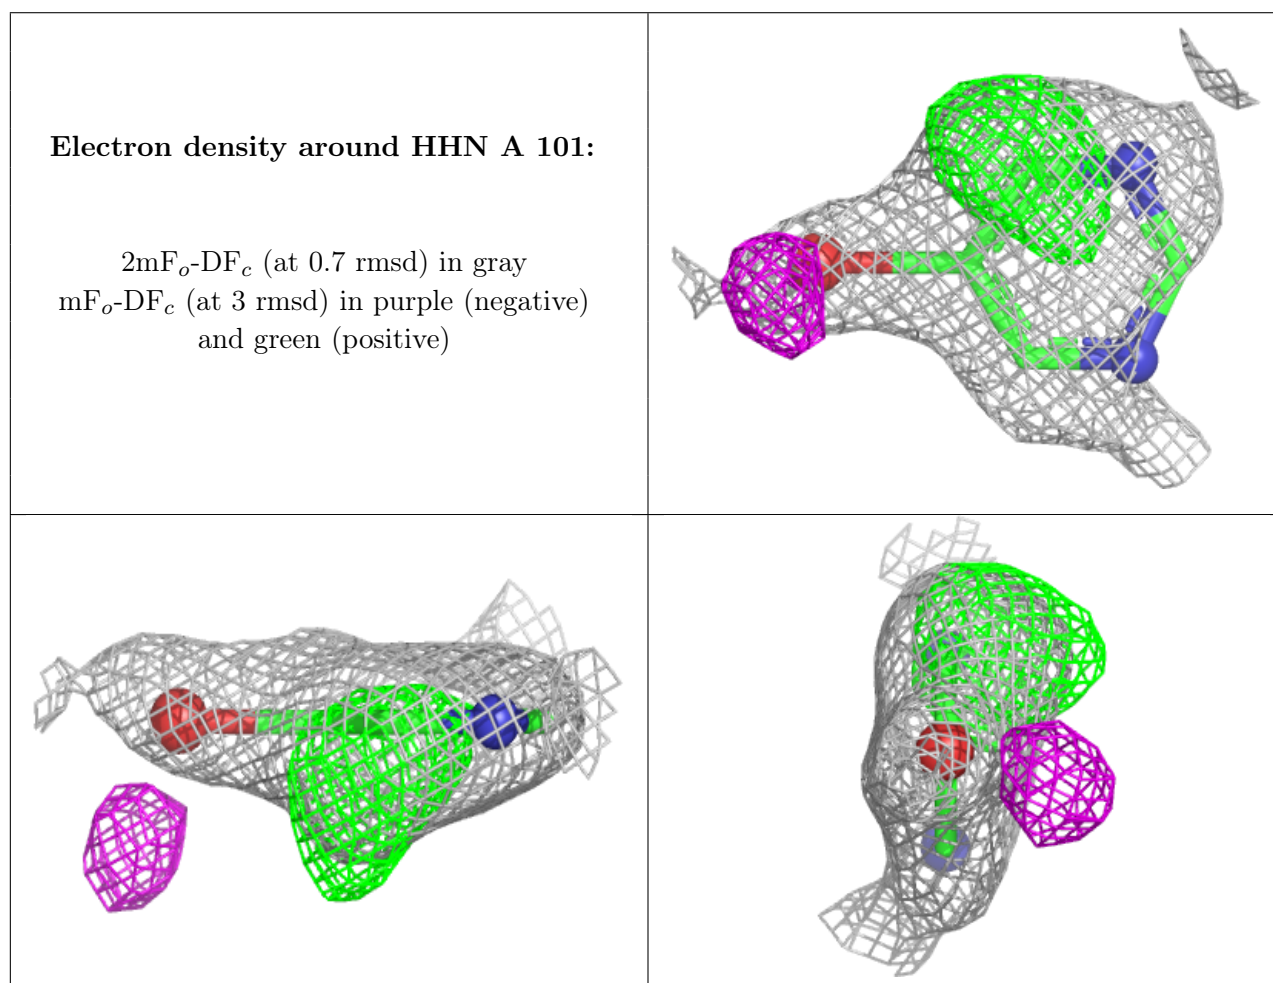 Electron density around HHN A 101:
2mFₒ-DF𝒸 (at 0.7 rmsd) in gray
mFₒ-DF𝒸 (at 3 rmsd) in purple (negative)
and green (positive)